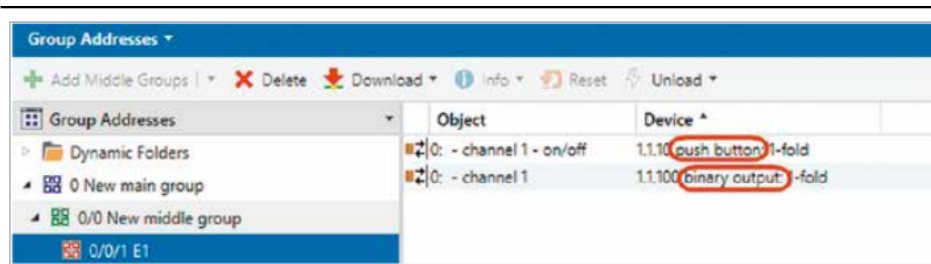 Group Addresses
Add Middle Groups Delete Download Info Reset Unload
Group Addresses Object Device
Dynamic Folders 0: - channel 1 - on/off 1.1.10 push button: 1-fold
0 New main group 0: - channel 1 1.1.100 binary output: 1-fold
0/0 New middle group
0/0/1 E1